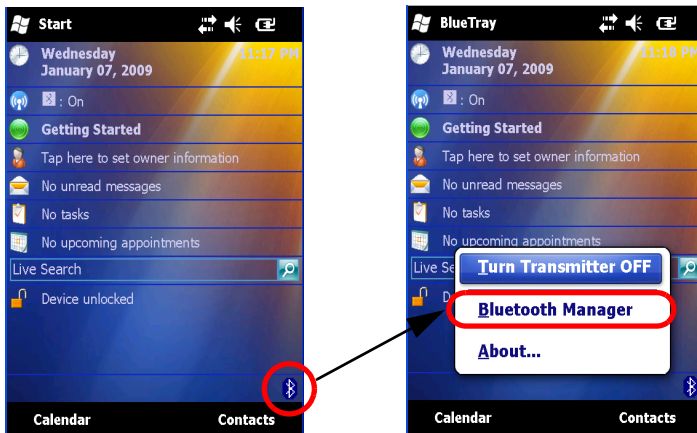 Start
Wednesday
11:17 PM
January 07, 2009
: On
Getting Started
Tap here to set owner information
No unread messages
No tasks
No upcoming appointments
Live Search
Device unlocked
Calendar
Contacts
BlueTray
Wednesday
11:18 PM
January 07, 2009
: On
Getting Started
Tap here to set owner information
No unread messages
No tasks
No upcoming appointments
Live Se
D
Turn Transmitter OFF
Bluetooth Manager
About...
Calendar
Contacts